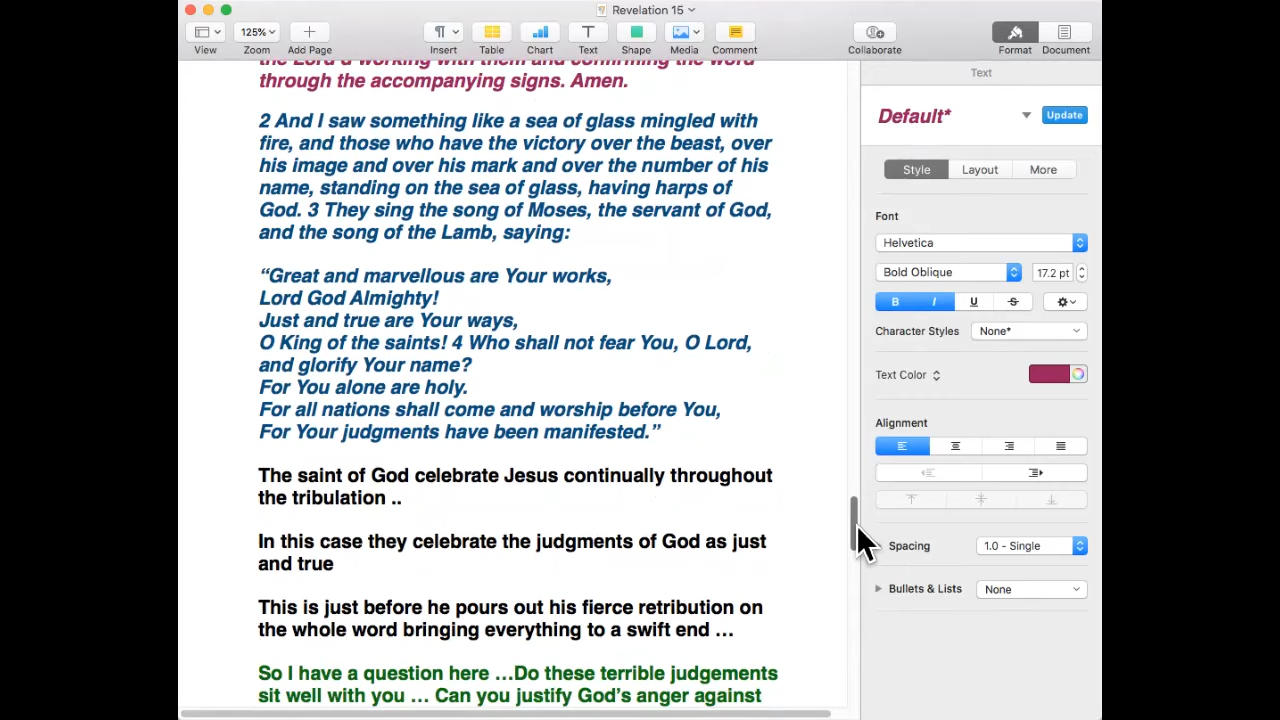 Revelation 15
View
125%
Zoom
Add Page
Insert
Table
Chart
Text
Shape
Media
Comment
Collaborate
Format
Document
the Lord d working with them and confirming the word
through the accompanying signs. Amen.
2 And I saw something like a sea of glass mingled with
fire, and those who have the victory over the beast, over
his image and over his mark and over the number of his
name, standing on the sea of glass, having harps of
God. 3 They sing the song of Moses, the servant of God,
and the song of the Lamb, saying:
“Great and marvellous are Your works,
Lord God Almighty!
Just and true are Your ways,
O King of the saints! 4 Who shall not fear You, O Lord,
and glorify Your name?
For You alone are holy.
For all nations shall come and worship before You,
For Your judgments have been manifested.”
The saint of God celebrate Jesus continually throughout
the tribulation ..
In this case they celebrate the judgments of God as just
and true
This is just before he pours out his fierce retribution on
the whole word bringing everything to a swift end …
So I have a question here …Do these terrible judgements
sit well with you … Can you justify God’s anger against
Text
Default*
Update
Style
Layout
More
Font
Helvetica
Bold Oblique
17.2 pt
B
I
U
S
Character Styles
None*
Text Color
Alignment
Spacing
1.0 - Single
Bullets & Lists
None